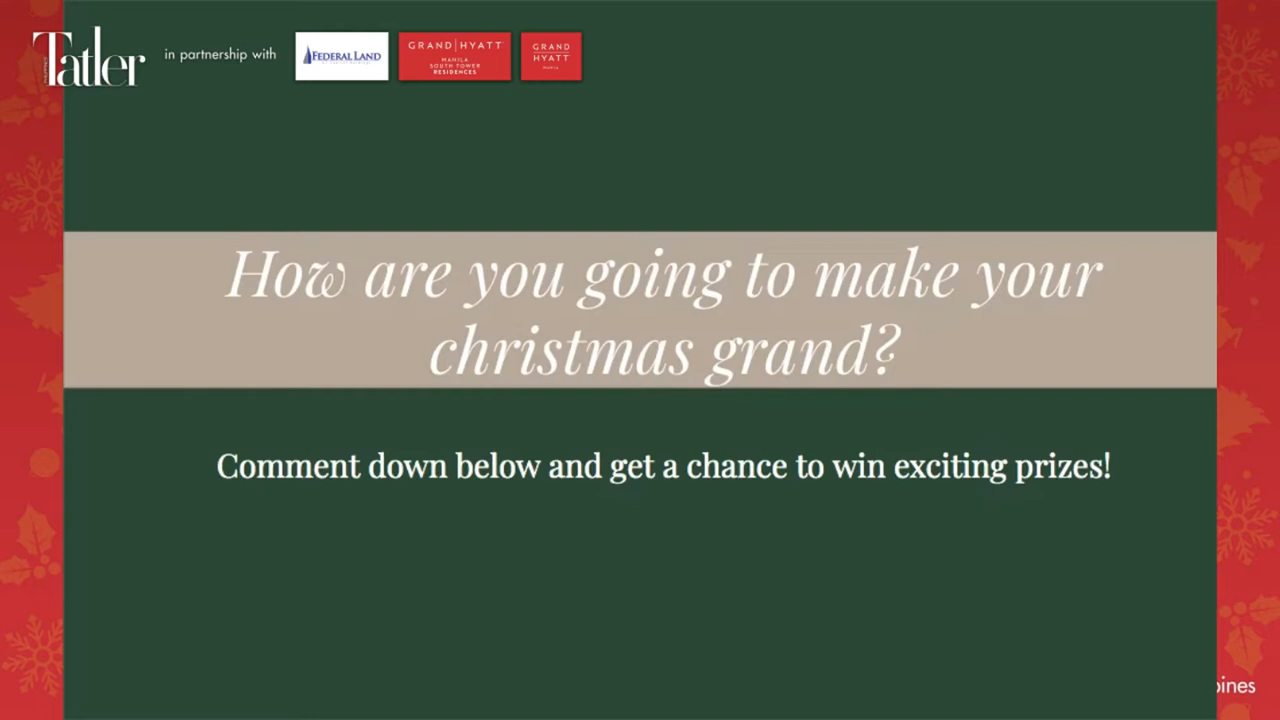 Tatler
in partnership with
FEDERAL LAND
GRAND | HYATT
MANILA
SOUTH TOWER
RESIDENCES
GRAND
HYATT
MANILA
How are you going to make your
christmas grand?
Comment down below and get a chance to win exciting prizes!
pines